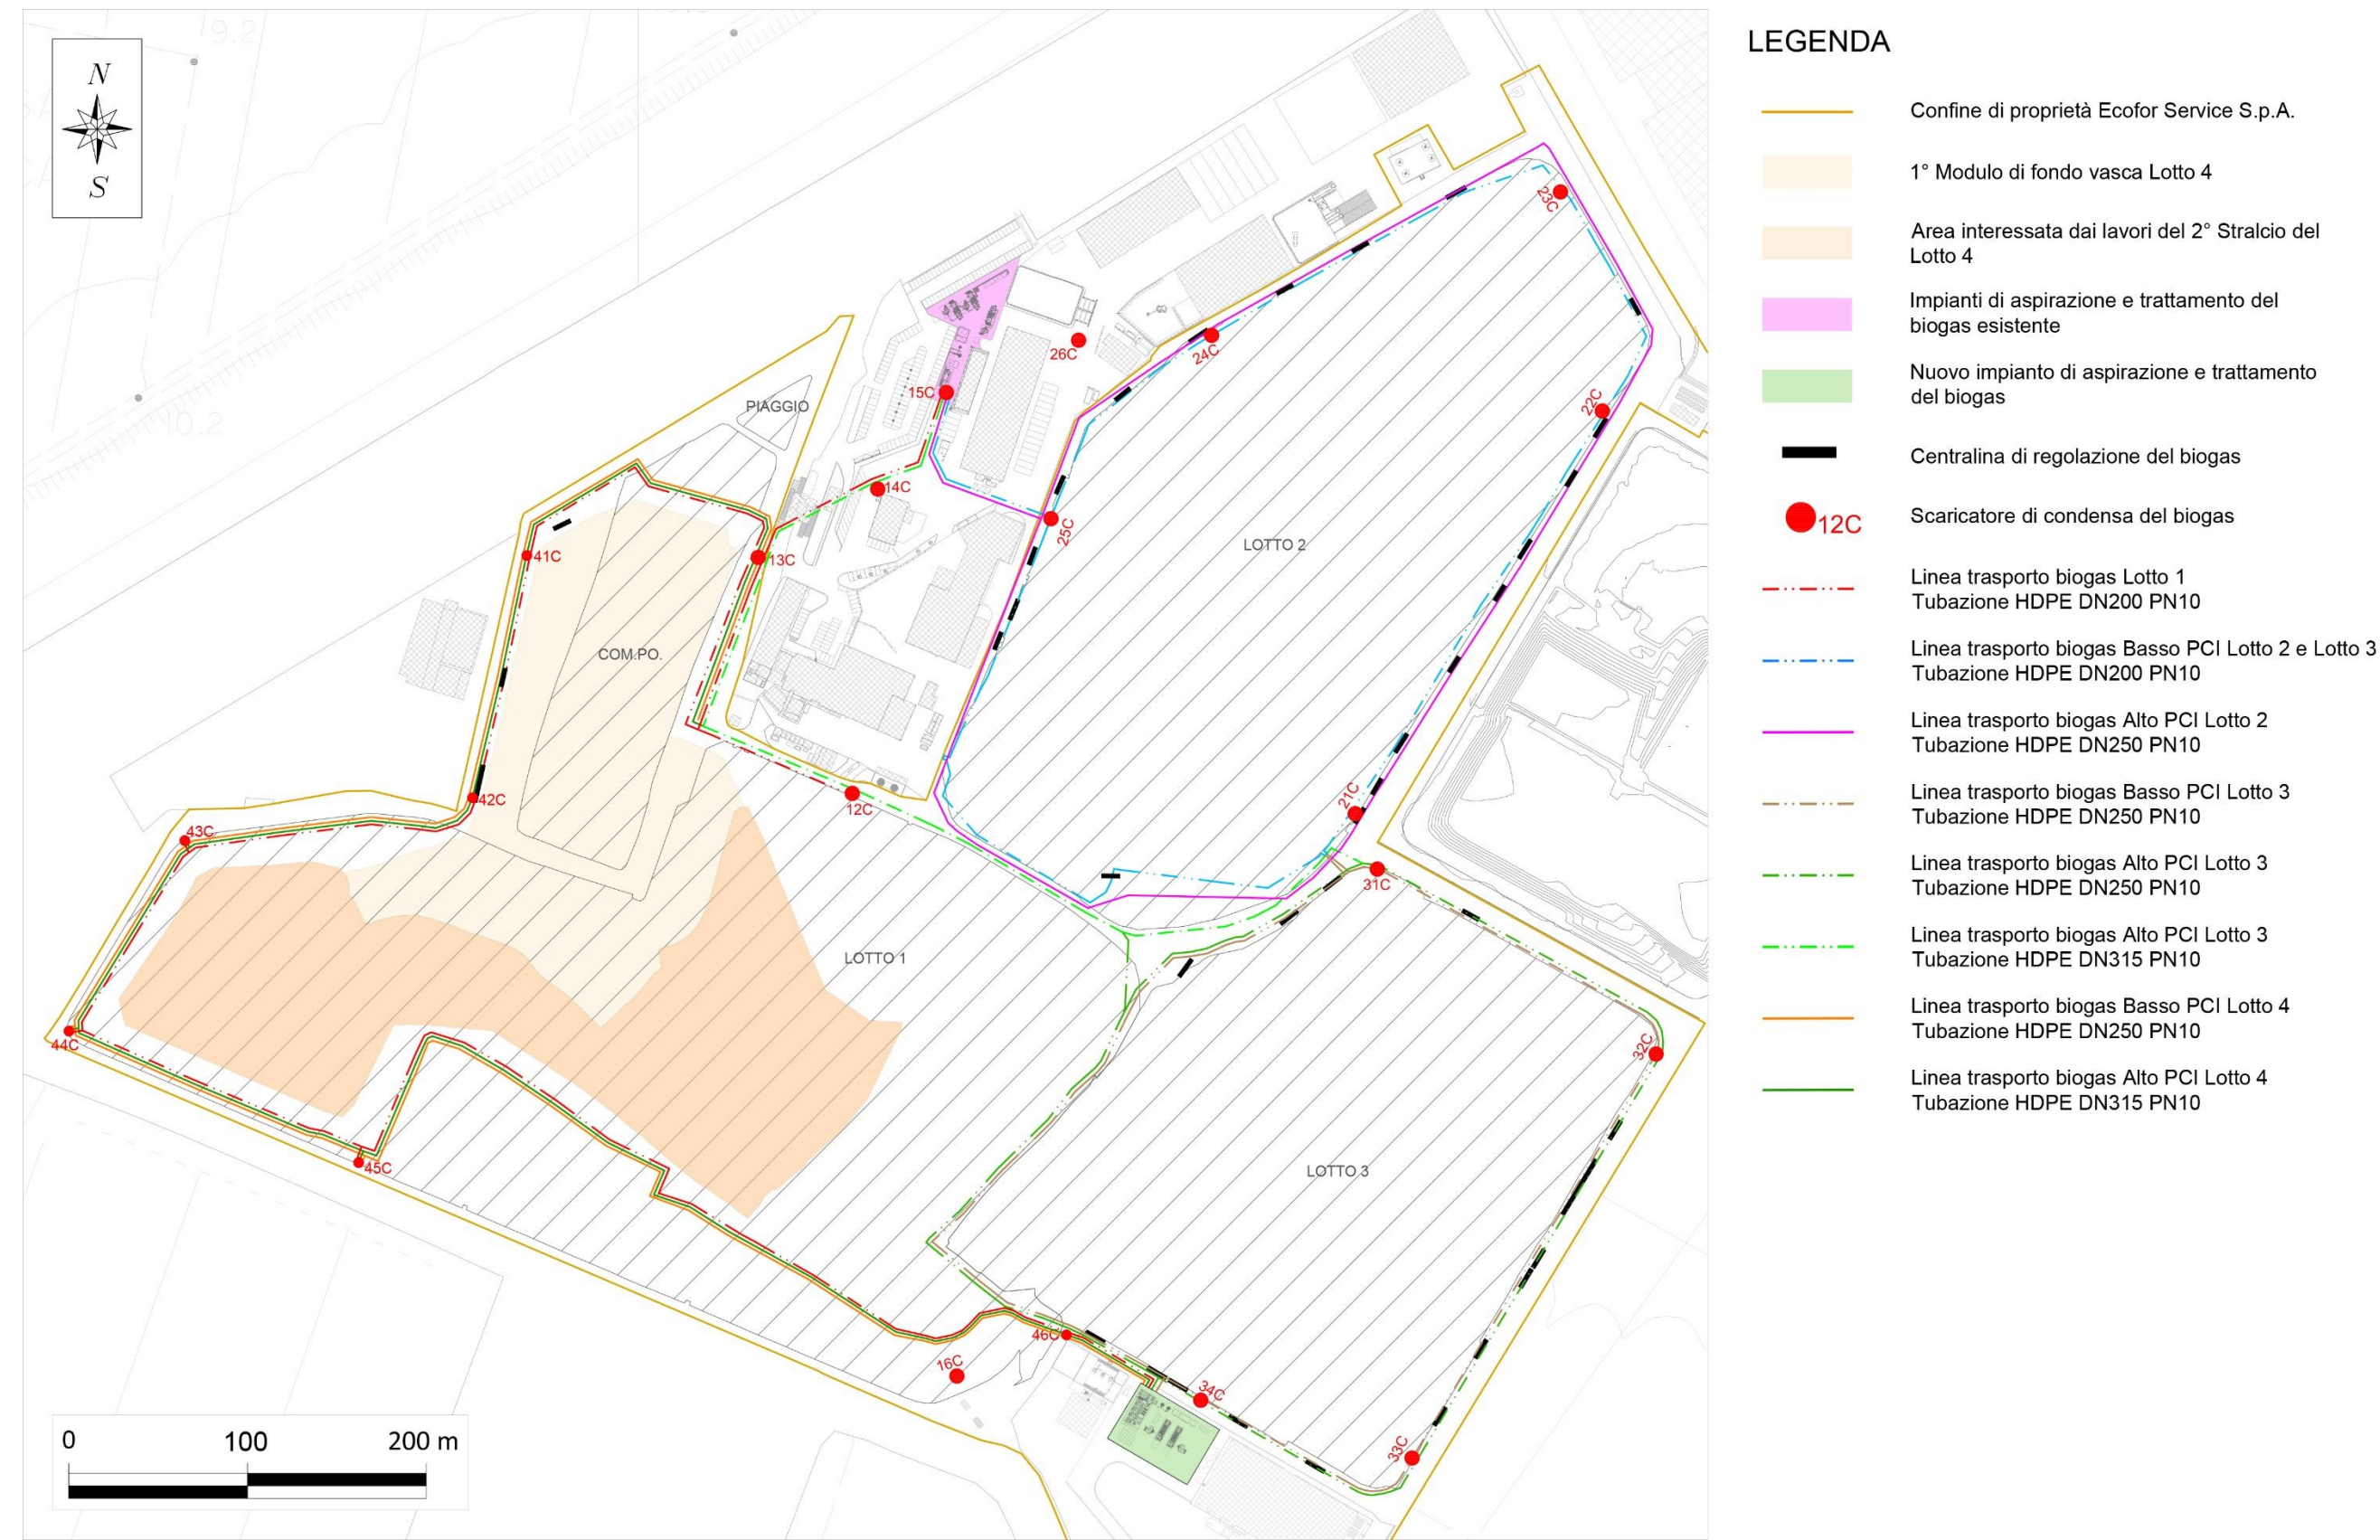 9.2
N
S
23C
26C
24C
15C
PIAGGIO
22C
14C
10.2
25C
LOTTO 2
41C
13C
COM.PO.
42C
12C
21C
43C
31C
LOTTO 1
44C
32C
45C
LOTTO 3
46C
16C
34C
33C
0 100 200 m
LEGENDA
Confine di proprietà Ecofor Service S.p.A.
1° Modulo di fondo vasca Lotto 4
Area interessata dai lavori del 2° Stralcio del
Lotto 4
Impianti di aspirazione e trattamento del
biogas esistente
Nuovo impianto di aspirazione e trattamento
del biogas
Centralina di regolazione del biogas
12C
Scaricatore di condensa del biogas
Linea trasporto biogas Lotto 1
Tubazione HDPE DN200 PN10
Linea trasporto biogas Basso PCI Lotto 2 e Lotto 3
Tubazione HDPE DN200 PN10
Linea trasporto biogas Alto PCI Lotto 2
Tubazione HDPE DN250 PN10
Linea trasporto biogas Basso PCI Lotto 3
Tubazione HDPE DN250 PN10
Linea trasporto biogas Alto PCI Lotto 3
Tubazione HDPE DN250 PN10
Linea trasporto biogas Alto PCI Lotto 3
Tubazione HDPE DN315 PN10
Linea trasporto biogas Basso PCI Lotto 4
Tubazione HDPE DN250 PN10
Linea trasporto biogas Alto PCI Lotto 4
Tubazione HDPE DN315 PN10